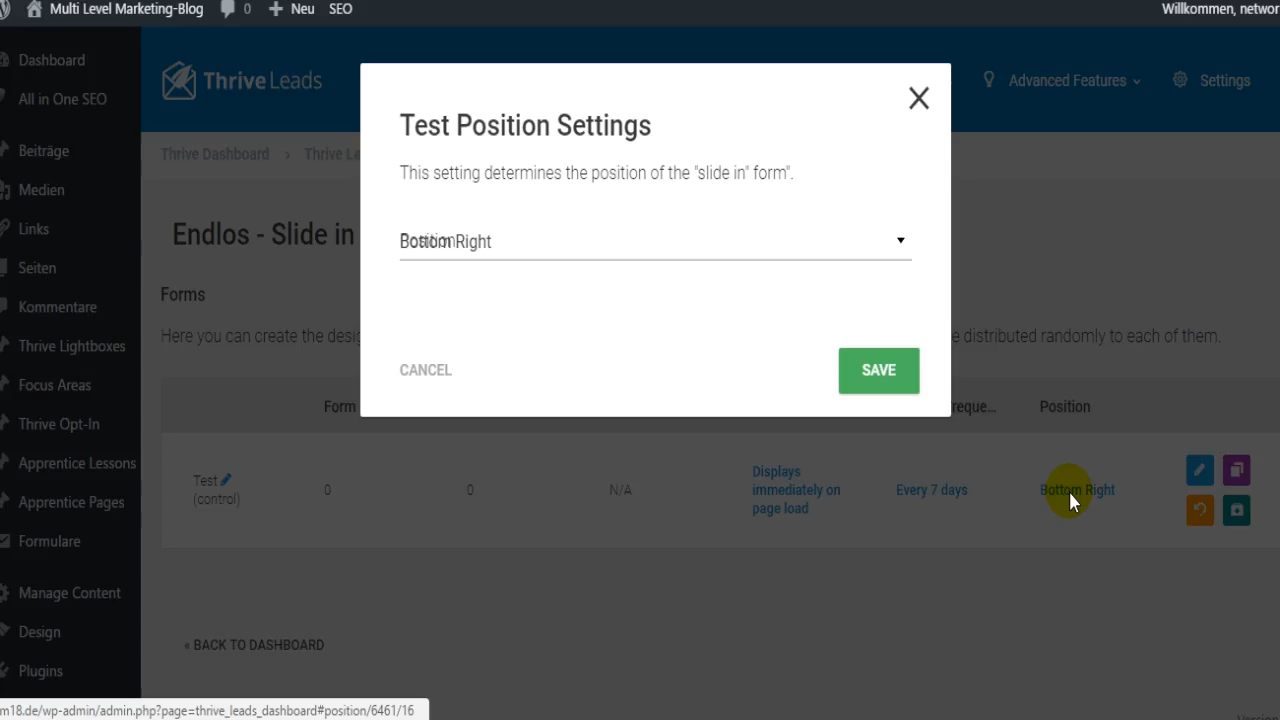 Multi Level Marketing-Blog 0 Neu SEO Willkommen, networ
Dashboard
All in One SEO
Beiträge
Medien
Links
Seiten
Kommentare
Thrive Lightboxes
Focus Areas
Thrive Opt-In
Apprentice Lessons
Apprentice Pages
Formulare
Manage Content
Design
Plugins
Thrive Leads
Advanced Features
Settings
Thrive Dashboard › Thrive Le
Endlos - Slide in
Forms
Here you can create the desig
e distributed randomly to each of them.
Test Position Settings
This setting determines the position of the "slide in" form".
Position
Bottom Right
CANCEL
SAVE
Form
reque...
Position
Test
(control)
0
0
N/A
Displays
immediately on
page load
Every 7 days
Bottom Right
« BACK TO DASHBOARD
m18.de/wp-admin/admin.php?page=thrive_leads_dashboard#position/6461/16